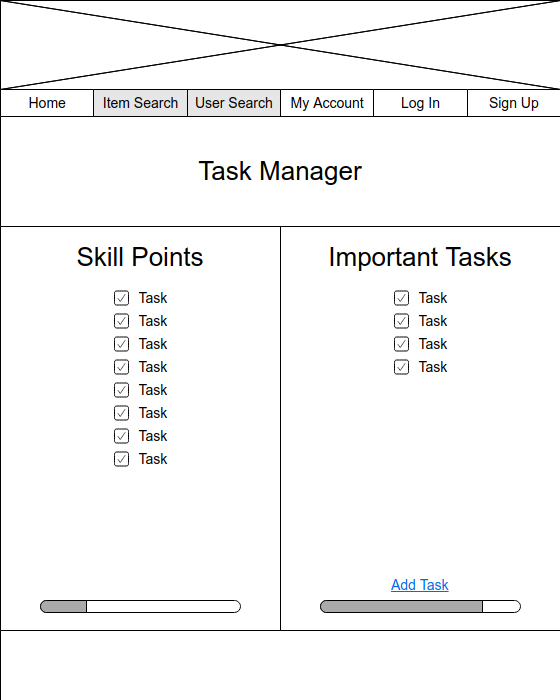 Home Item Search User Search My Account Log In Sign Up
Task Manager
Skill Points
Task
Task
Task
Task
Task
Task
Task
Task
Important Tasks
Task
Task
Task
Task
Add Task